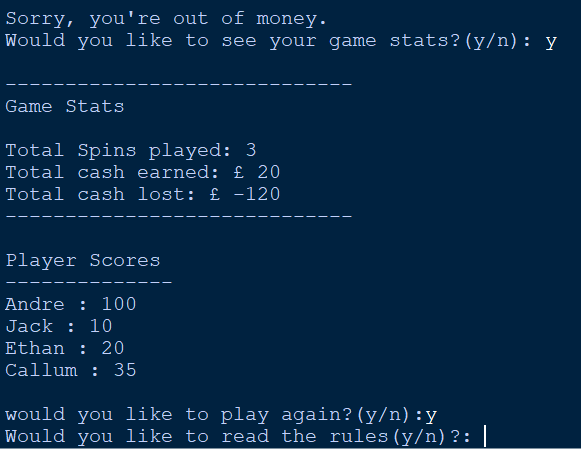 Sorry, you're out of money.
Would you like to see your game stats?(y/n): y
-----------------------------
Game Stats
Total Spins played: 3
Total cash earned: £ 20
Total cash lost: £ -120
-----------------------------
Player Scores
--------------
Andre : 100
Jack : 10
Ethan : 20
Callum : 35
would you like to play again?(y/n):y
Would you like to read the rules(y/n)?: